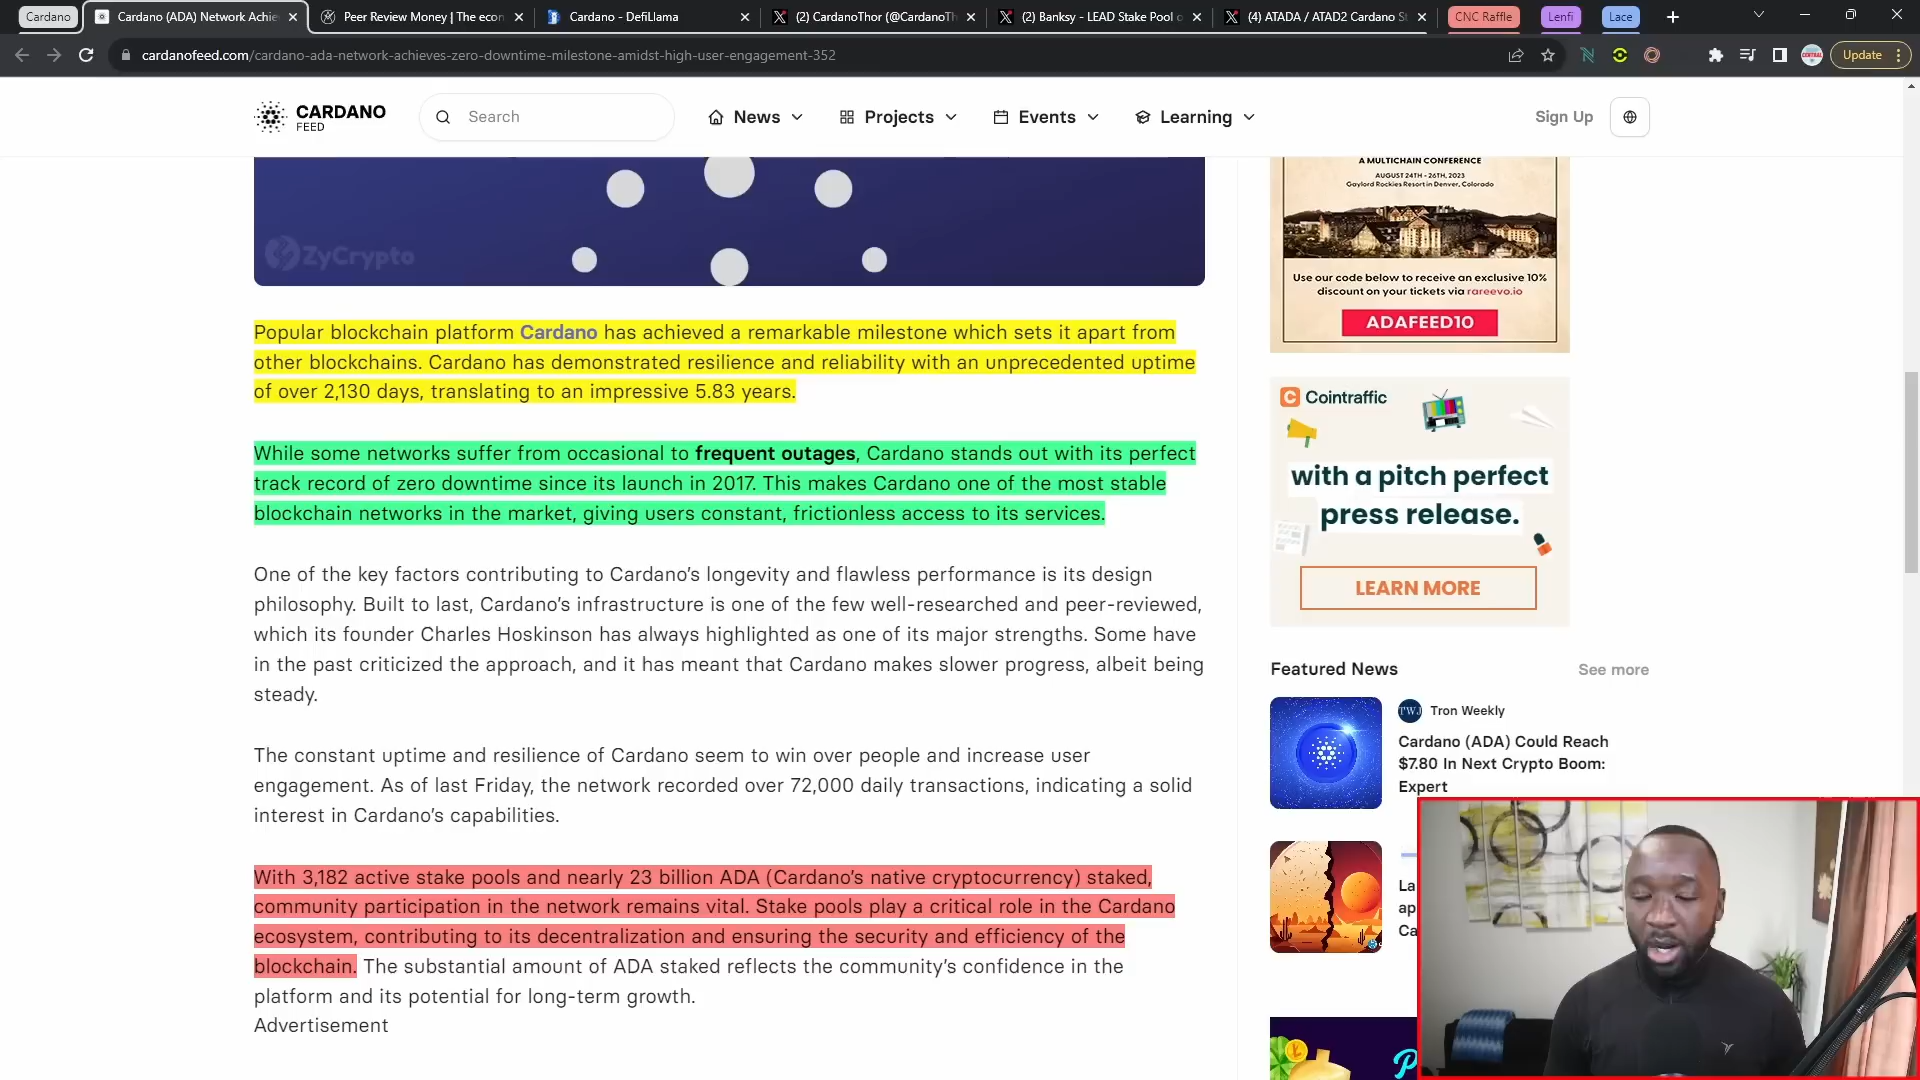 Cardano
Cardano (ADA) Network Achie
Peer Review Money | The econ
Cardano - DefiLlama
(2) CardanoThor (@CardanoTh
(2) Banksy - LEAD Stake Pool o
(4) ATADA / ATAD2 Cardano St
CNC Raffle
Lenfi
Lace
cardanofeed.com/cardano-ada-network-achieves-zero-downtime-milestone-amidst-high-user-engagement-352
Update
CARDANO
FEED
Search
News
Projects
Events
Learning
Sign Up
ZyCrypto
Popular blockchain platform Cardano has achieved a remarkable milestone which sets it apart from
other blockchains. Cardano has demonstrated resilience and reliability with an unprecedented uptime
of over 2,130 days, translating to an impressive 5.83 years.
While some networks suffer from occasional to frequent outages, Cardano stands out with its perfect
track record of zero downtime since its launch in 2017. This makes Cardano one of the most stable
blockchain networks in the market, giving users constant, frictionless access to its services.
One of the key factors contributing to Cardano's longevity and flawless performance is its design
philosophy. Built to last, Cardano's infrastructure is one of the few well-researched and peer-reviewed,
which its founder Charles Hoskinson has always highlighted as one of its major strengths. Some have
in the past criticized the approach, and it has meant that Cardano makes slower progress, albeit being
steady.
The constant uptime and resilience of Cardano seem to win over people and increase user
engagement. As of last Friday, the network recorded over 72,000 daily transactions, indicating a solid
interest in Cardano's capabilities.
With 3,182 active stake pools and nearly 23 billion ADA (Cardano's native cryptocurrency) staked,
community participation in the network remains vital. Stake pools play a critical role in the Cardano
ecosystem, contributing to its decentralization and ensuring the security and efficiency of the
blockchain. The substantial amount of ADA staked reflects the community's confidence in the
platform and its potential for long-term growth.
Advertisement
A MULTICHAIN CONFERENCE
AUGUST 24TH - 26TH, 2023
Gaylord Rockies Resort in Denver, Colorado
Use our code below to receive an exclusive 10%
discount on your tickets via rareevo.io
ADAFEED10
Cointraffic
with a pitch perfect
press release.
LEARN MORE
Featured News
See more
TWJ
Tron Weekly
Cardano (ADA) Could Reach
$7.80 In Next Crypto Boom:
Expert
La
ap
Ca